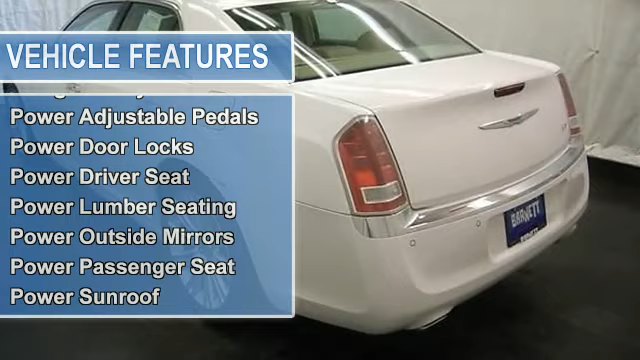 VEHICLE FEATURES
Power Adjustable Pedals
Power Door Locks
Power Driver Seat
Power Lumber Seating
Power Outside Mirrors
Power Passenger Seat
Power Sunroof
BARNETT